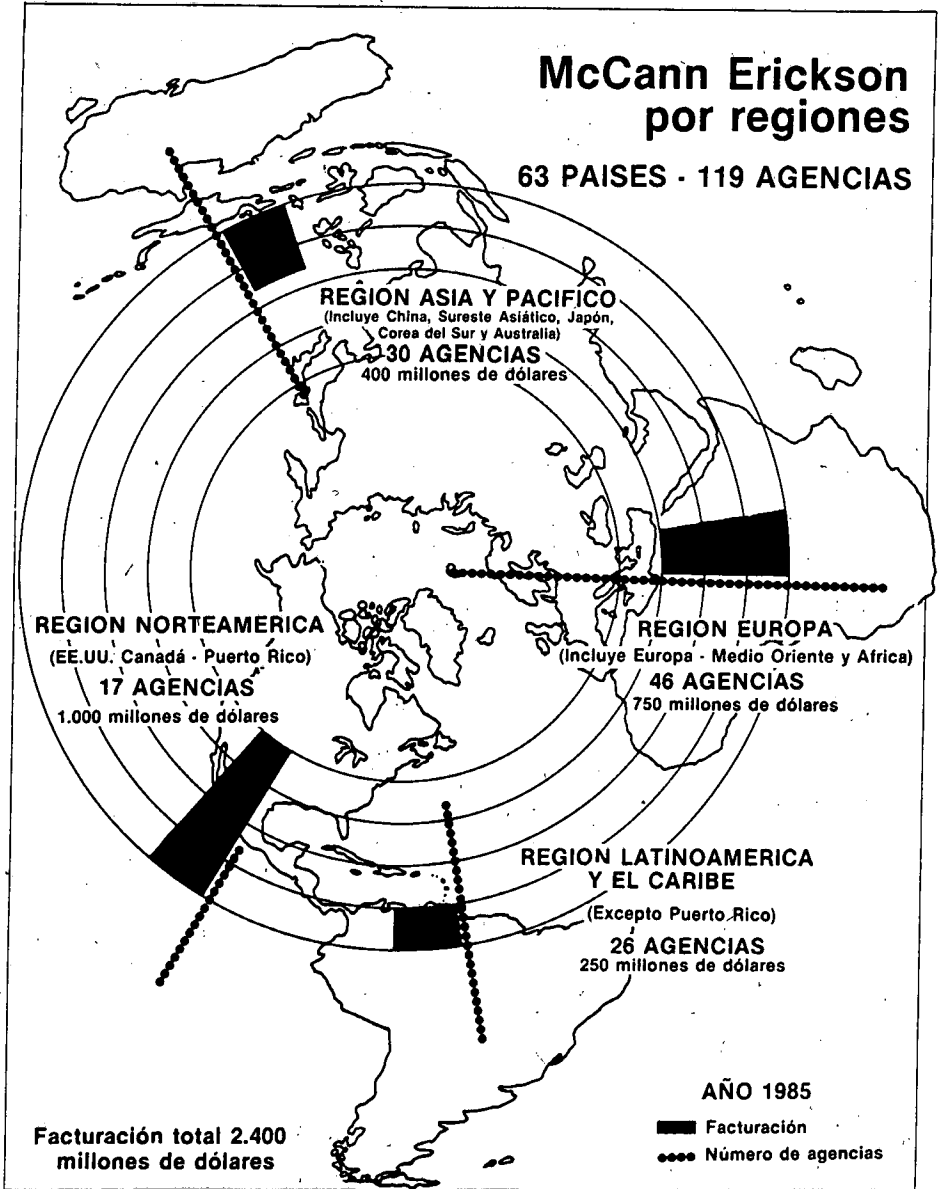 McCann Erickson
por regiones
63 PAISES - 119 AGENCIAS
REGION ASIA Y PACIFICO
(Incluye China, Sureste Asiático, Japón,
Corea del Sur y Australia)
30 AGENCIAS
400 millones de dólares
REGION NORTEAMERICA
(EE.UU. Canadá - Puerto Rico)
17 AGENCIAS
1.000 millones de dólares
REGION EUROPA
(Incluye Europa - Medio Oriente y Africa)
46 AGENCIAS
750 millones de dólares
REGION LATINOAMERICA
Y EL CARIBE
(Excepto Puerto Rico)
26 AGENCIAS
250 millones de dólares
AÑO 1985
Facturación
Número de agencias
Facturación total 2.400
millones de dólares